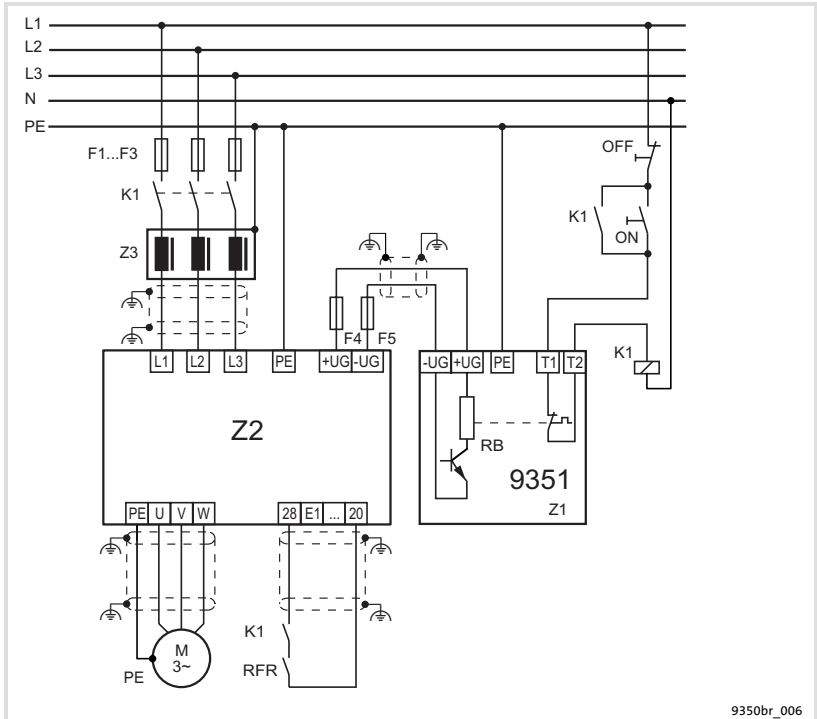 L1
L2
L3
N
PE
F1...F3
OFF
K1
K1
ON
Z3
F4 F5
K1
L1 L2 L3 PE +UG -UG
-UG +UG PE T1 T2
Z2
RB
9351
Z1
PE U V W
28 E1 ... 20
K1
M
3~
RFR
PE
9350br_006